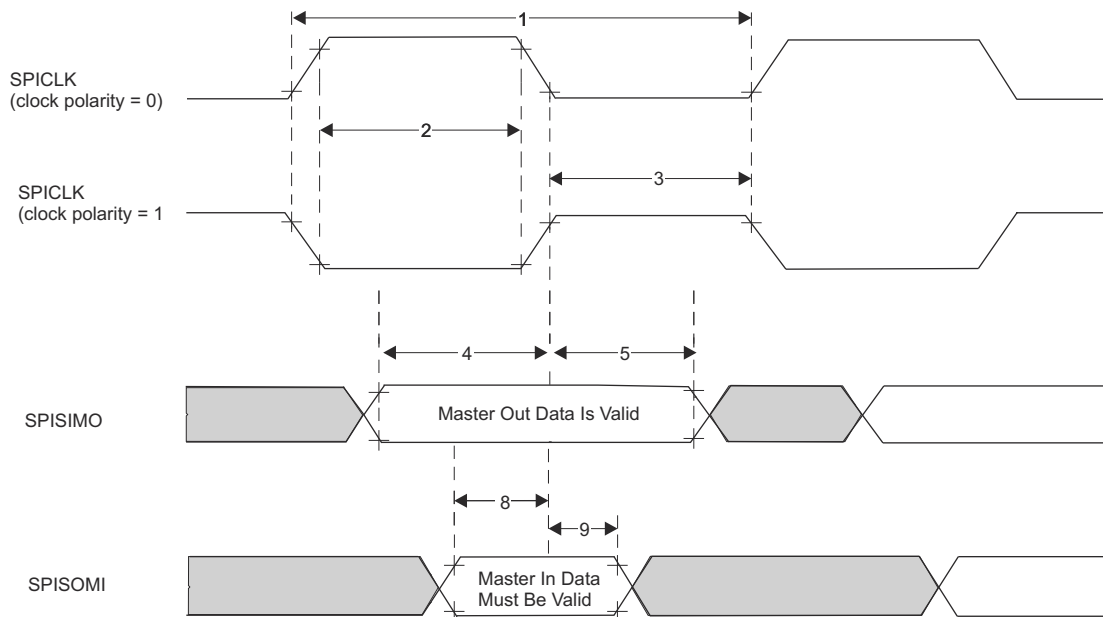 1
SPICLK
(clock polarity = 0)
2
3
SPICLK
(clock polarity = 1
4
5
SPISIMO
Master Out Data Is Valid
8
9
SPISOMI
Master In Data
Must Be Valid